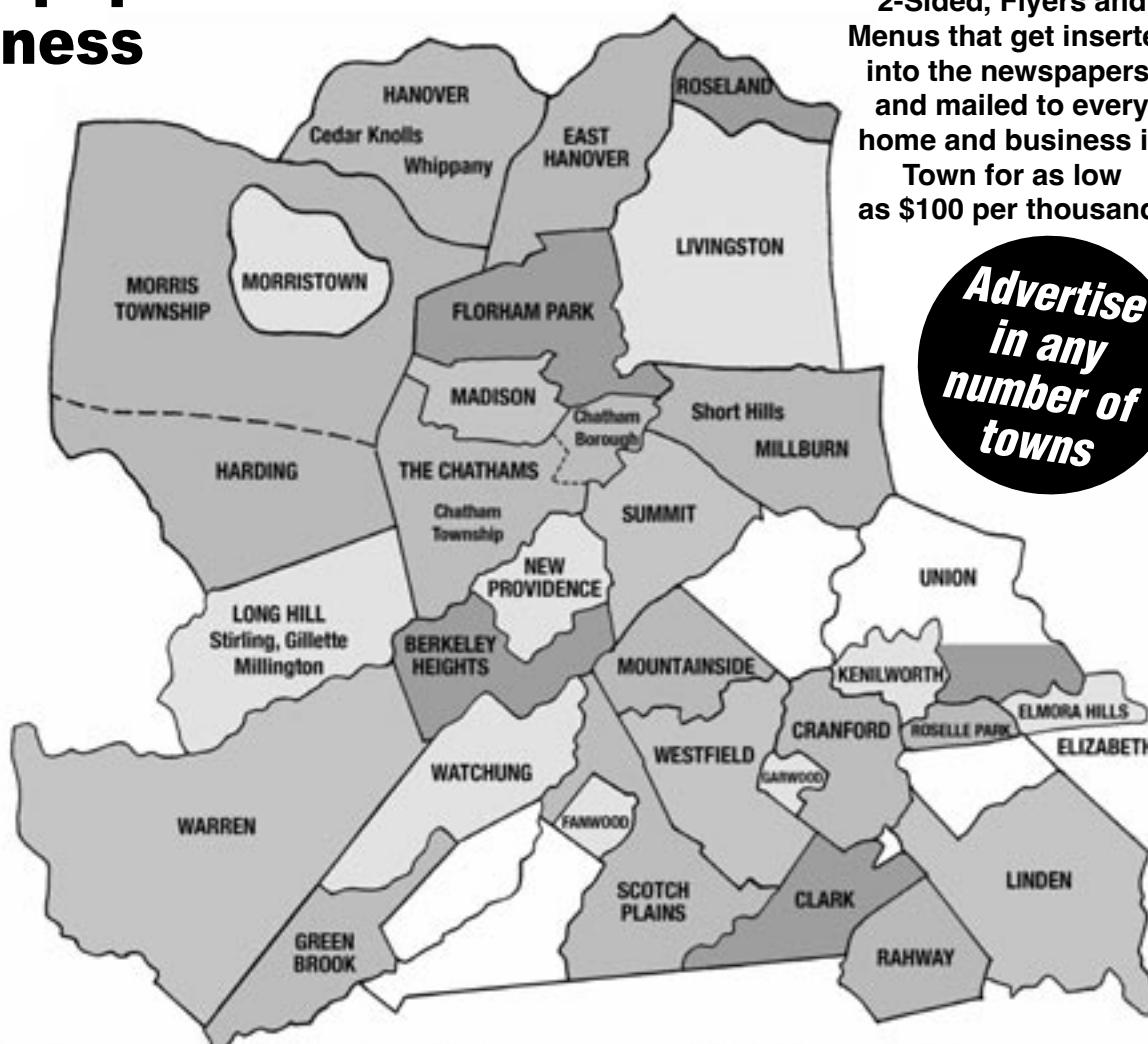 ness
2-Sided, Flyers and
Menus that get inserte
into the newspapers
and mailed to every
home and business i
Town for as low
as $100 per thousand
Advertise
in any
number of
towns
HANOVER
Cedar Knolls
Whippany
EAST
HANOVER
ROSELAND
LIVINGSTON
MORRIS
TOWNSHIP
MORRISTOWN
FLORHAM PARK
MADISON
Chatham
Borough
Short Hills
MILLBURN
HARDING
THE CHATHAMS
Chatham
Township
SUMMIT
NEW
PROVIDENCE
UNION
LONG HILL
Stirling, Gillette
Millington
BERKELEY
HEIGHTS
MOUNTAINSIDE
KENILWORTH
CRANFORD
ROSELLE PARK
ELMORA HILLS
ELIZABETH
WESTFIELD
GARWOOD
WATCHUNG
WARREN
FANWOOD
SCOTCH
PLAINS
CLARK
LINDEN
GREEN
BROOK
RAHWAY